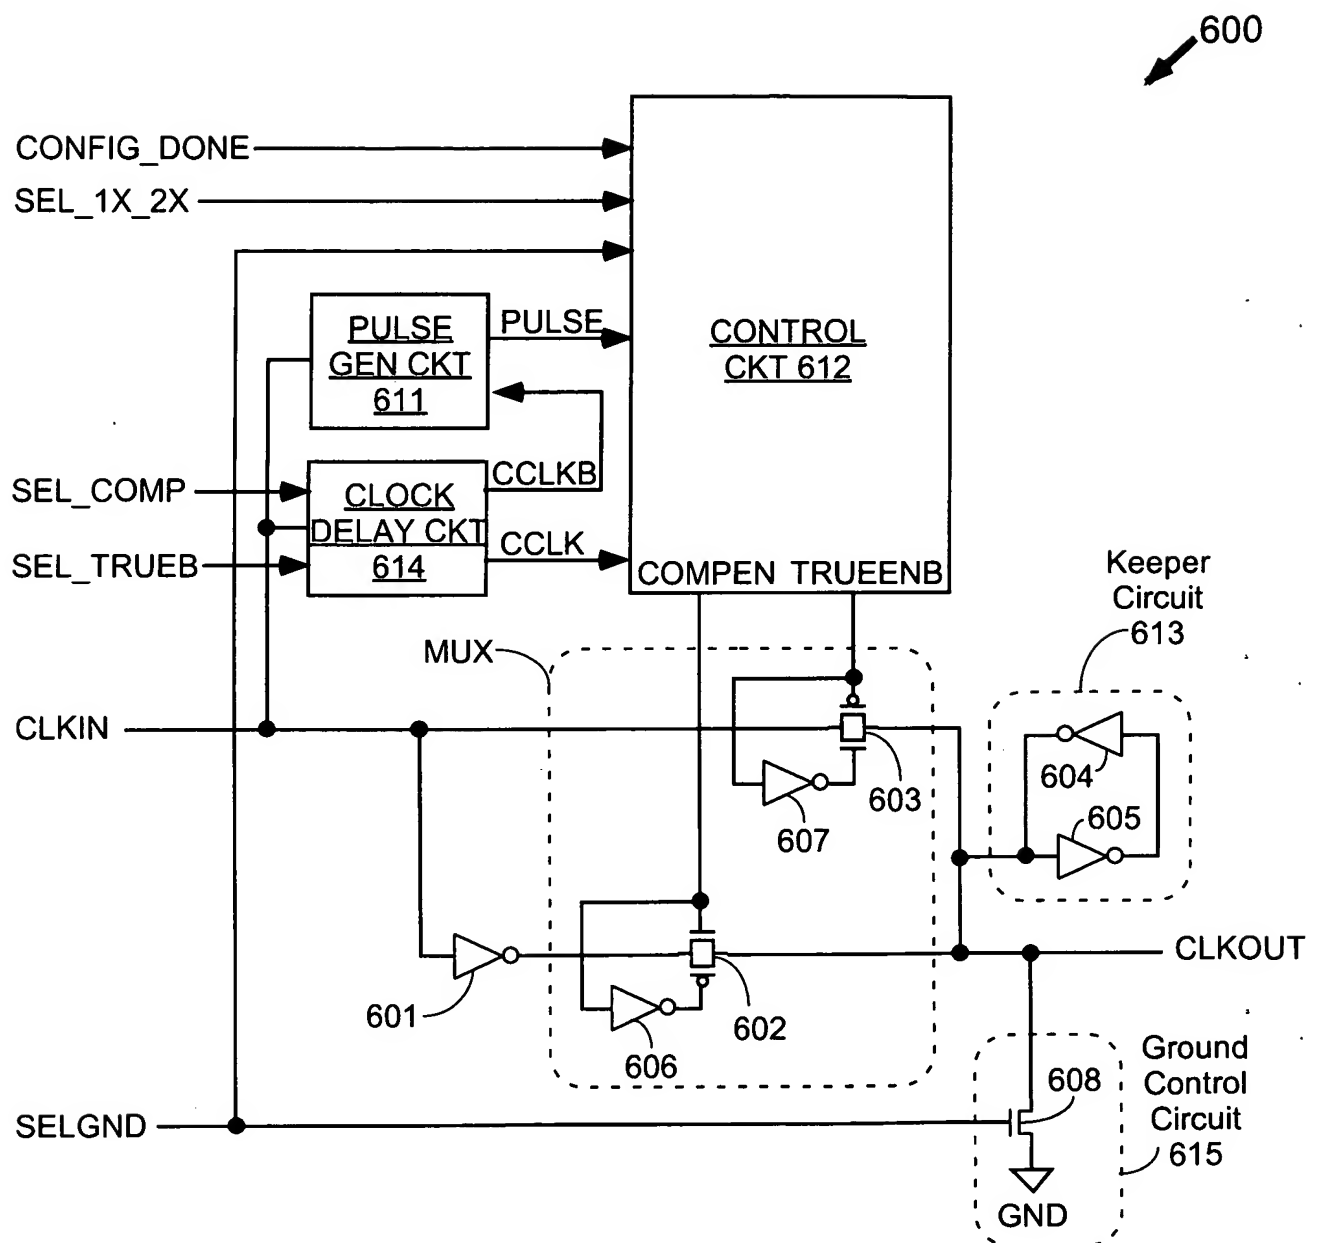 600
CONFIG_DONE
SEL_1X_2X
PULSE
GEN CKT
611
PULSE
CONTROL
CKT 612
SEL_COMP
CCLKB
CLOCK
DELAY CKT
614
CCLK
SEL_TRUEB
COMPEN TRUEENB
Keeper
Circuit
613
MUX
CLKIN
604
603
605
607
CLKOUT
601
602
606
Ground
Control
Circuit
615
608
SELGND
GND